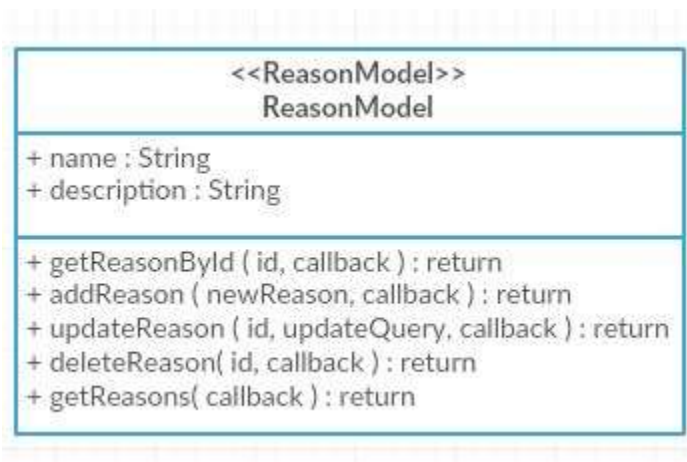 <<ReasonModel>>
ReasonModel
+ name : String
+ description : String
+ getReasonById ( id, callback ) : return
+ addReason ( newReason, callback ) : return
+ updateReason ( id, updateQuery, callback ) : return
+ deleteReason( id, callback ) : return
+ getReasons( callback ) : return